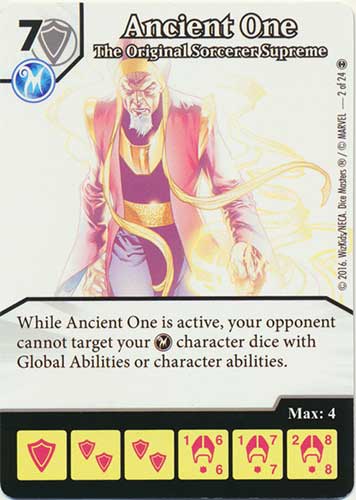 7
Ancient One
The Original Sorcerer Supreme
© 2016. WizKids/NECA. Dice Masters ® / © MARVEL — 2 of 24
While Ancient One is active, your opponent
cannot target your character dice with
Global Abilities or character abilities.
Max: 4
1 6 6
1 7 7
2 8 8